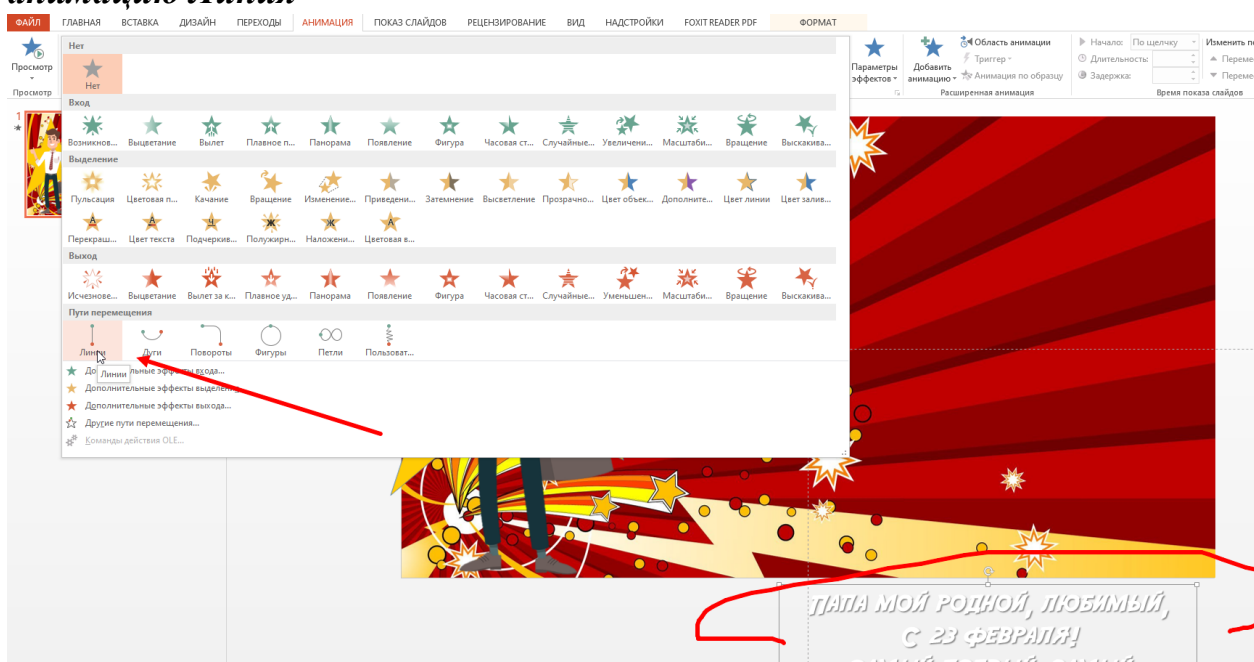 анимацию Линия
ФАЙЛ ГЛАВНАЯ ВСТАВКА ДИЗАЙН ПЕРЕХОДЫ АНИМАЦИЯ ПОКАЗ СЛАЙДОВ РЕЦЕНЗИРОВАНИЕ ВИД НАДСТРОЙКИ FOXIT READER PDF ФОРМАТ
Просмотр
Просмотр
Нет
Нет
Вход
Возникнов... Выцветание Вылет Плавное п... Панорама Появление Фигура Часовая ст... Случайные... Увеличени... Масштаби... Вращение Выскакива...
Выделение
Пульсация Цветовая п... Качание Вращение Изменение... Приведени... Затемнение Высветление Прозрачно... Цвет объек... Дополните... Цвет линии Цвет залив...
Перекраш... Цвет текста Подчеркив... Полужирн... Наложени... Цветовая в...
Выход
Исчезнове... Выцветание Вылет за к... Плавное уд... Панорама Появление Фигура Часовая ст... Случайные... Уменьшен... Масштаби... Вращение Выскакива...
Пути перемещения
Линии Дуги Повороты Фигуры Петли Пользоват...
Линии
эффекты входа...
Дополнительные эффекты выделения...
Дополнительные эффекты выхода...
Другие пути перемещения...
Команды действия OLE...
Параметры эффектов
Добавить анимацию
Область анимации
Триггер
Анимация по образцу
Расширенная анимация
Начало: По щелчку
Длительность:
Задержка:
Изменить
Время показа слайдов
1
ПАПА МОЙ РОДНОЙ, ЛЮБИМЫЙ,
С 23 ФЕВРАЛЯ!